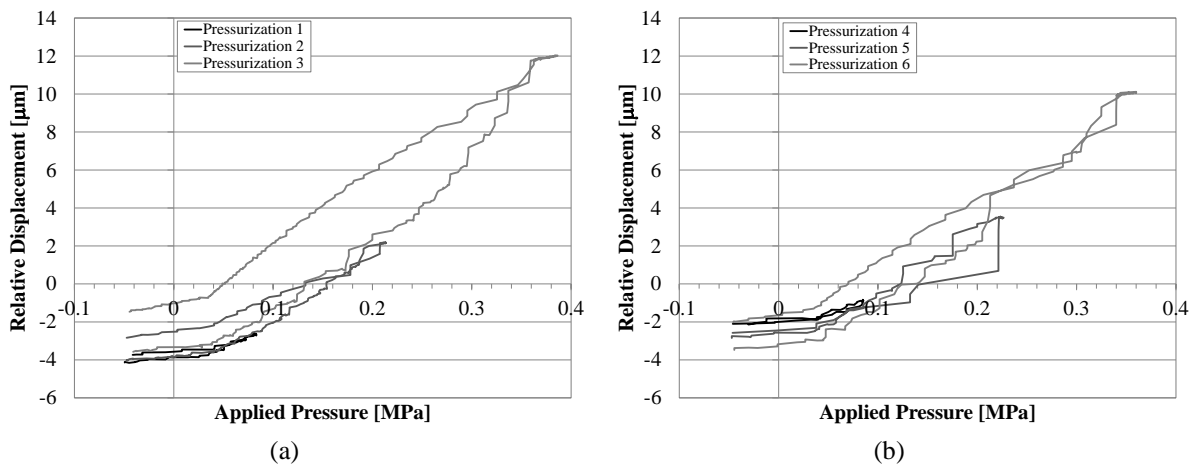 14
12
10
8
6
4
2
0
-2
-4
-6
-0.1 0 0.1 0.2 0.3 0.4
Relative Displacement [μm]
Applied Pressure [MPa]
Pressurization 1
Pressurization 2
Pressurization 3
(a)
14
12
10
8
6
4
2
0
-2
-4
-6
-0.1 0 0.1 0.2 0.3 0.4
Relative Displacement [μm]
Applied Pressure [MPa]
Pressurization 4
Pressurization 5
Pressurization 6
(b)